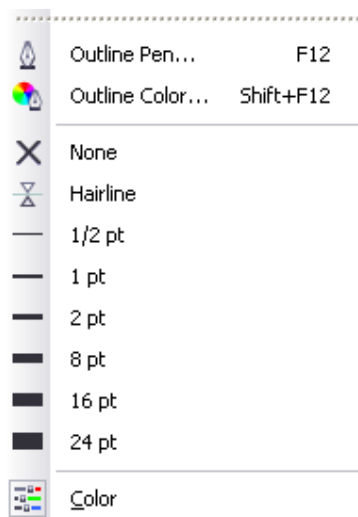 Outline Pen... F12
Outline Color... Shift+F12
None
Hairline
1/2 pt
1 pt
2 pt
8 pt
16 pt
24 pt
Color